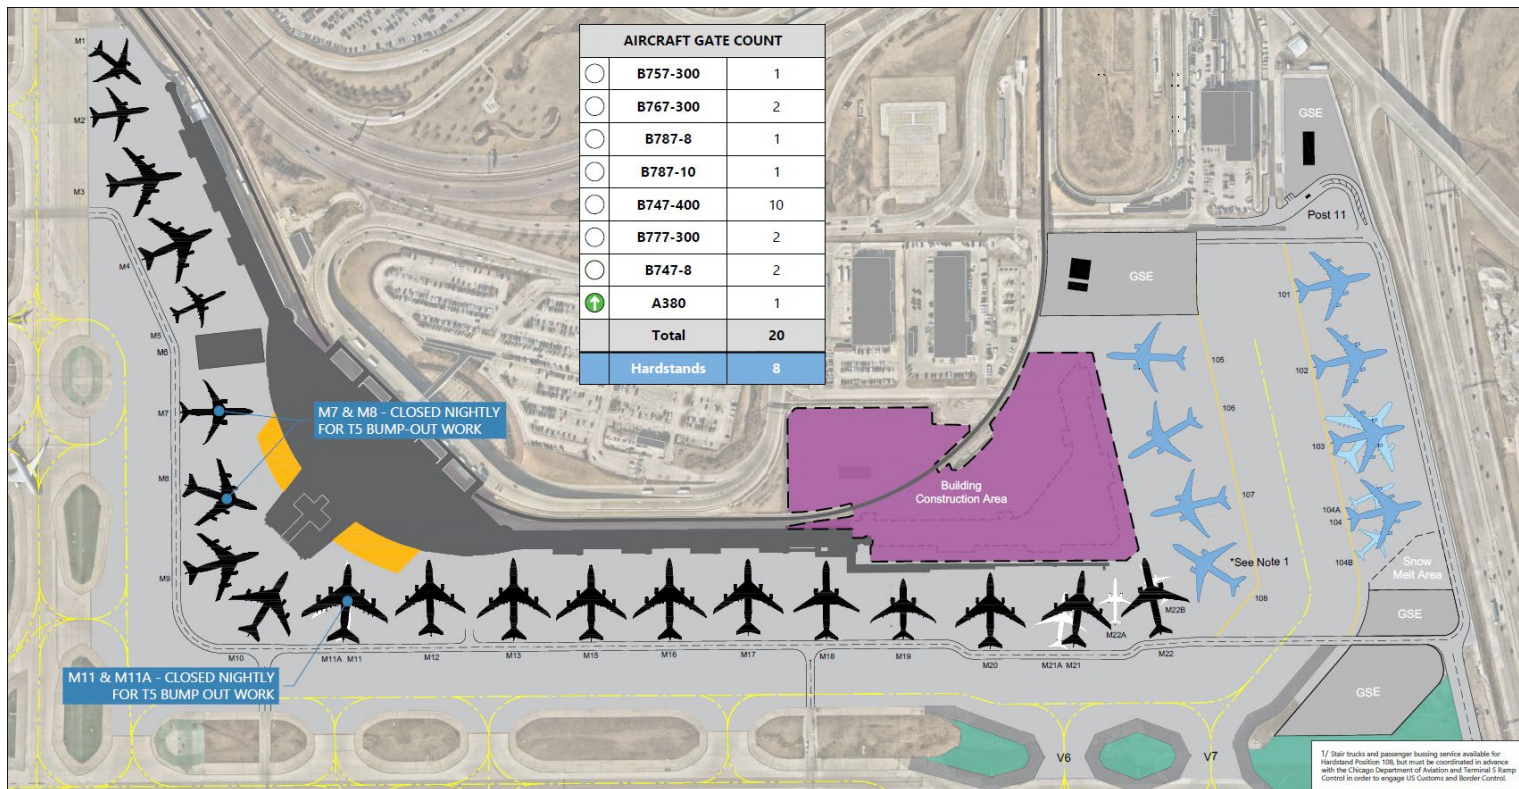 AIRCRAFT GATE COUNT
B757-300 1
B767-300 2
B787-8 1
B787-10 1
B747-400 10
B777-300 2
B747-8 2
A380 1
Total 20
Hardstands 8
M1
M2
M3
M4
M5
M6
M7
M8
M9
M7 & M8 - CLOSED NIGHTLY
FOR T5 BUMP-OUT WORK
M11 & M11A - CLOSED NIGHTLY
FOR T5 BUMP OUT WORK
Building
Construction Area
GSE
Post 11
GSE
101
102
103
104A
104
104B
105
106
107
108
*See Note 1
Snow
Melt Area
GSE
GSE
M10
M11A M11
M12
M13
M15
M16
M17
M18
M19
M20
M21A M21
M22A
M22B
M22
V6
V7
1/ Stair trucks and passenger bussing service available for
Hardstand Position 108, but must be coordinated in advance
with the Chicago Department of Aviation and Terminal 5 Ramp
Control in order to engage US Customs and Border Control.